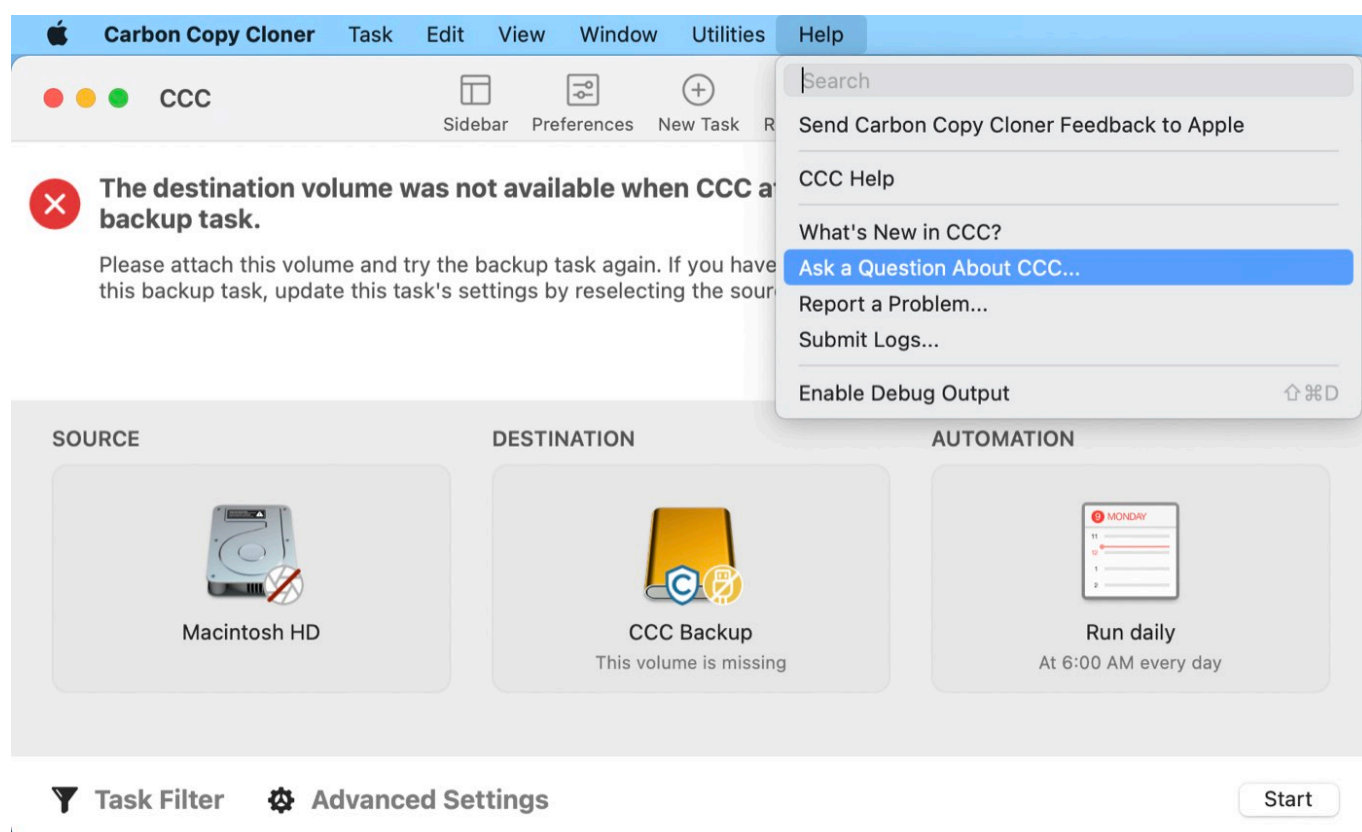 Carbon Copy Cloner Task Edit View Window Utilities Help
CCC
Sidebar Preferences New Task R
Search
Send Carbon Copy Cloner Feedback to Apple
CCC Help
What's New in CCC?
Ask a Question About CCC...
Report a Problem...
Submit Logs...
Enable Debug Output ⇧⌘D
The destination volume was not available when CCC a
backup task.
Please attach this volume and try the backup task again. If you have
this backup task, update this task's settings by reselecting the sour
SOURCE DESTINATION AUTOMATION
9 MONDAY
11
12
1
2
C
Macintosh HD CCC Backup Run daily
This volume is missing At 6:00 AM every day
Task Filter Advanced Settings Start